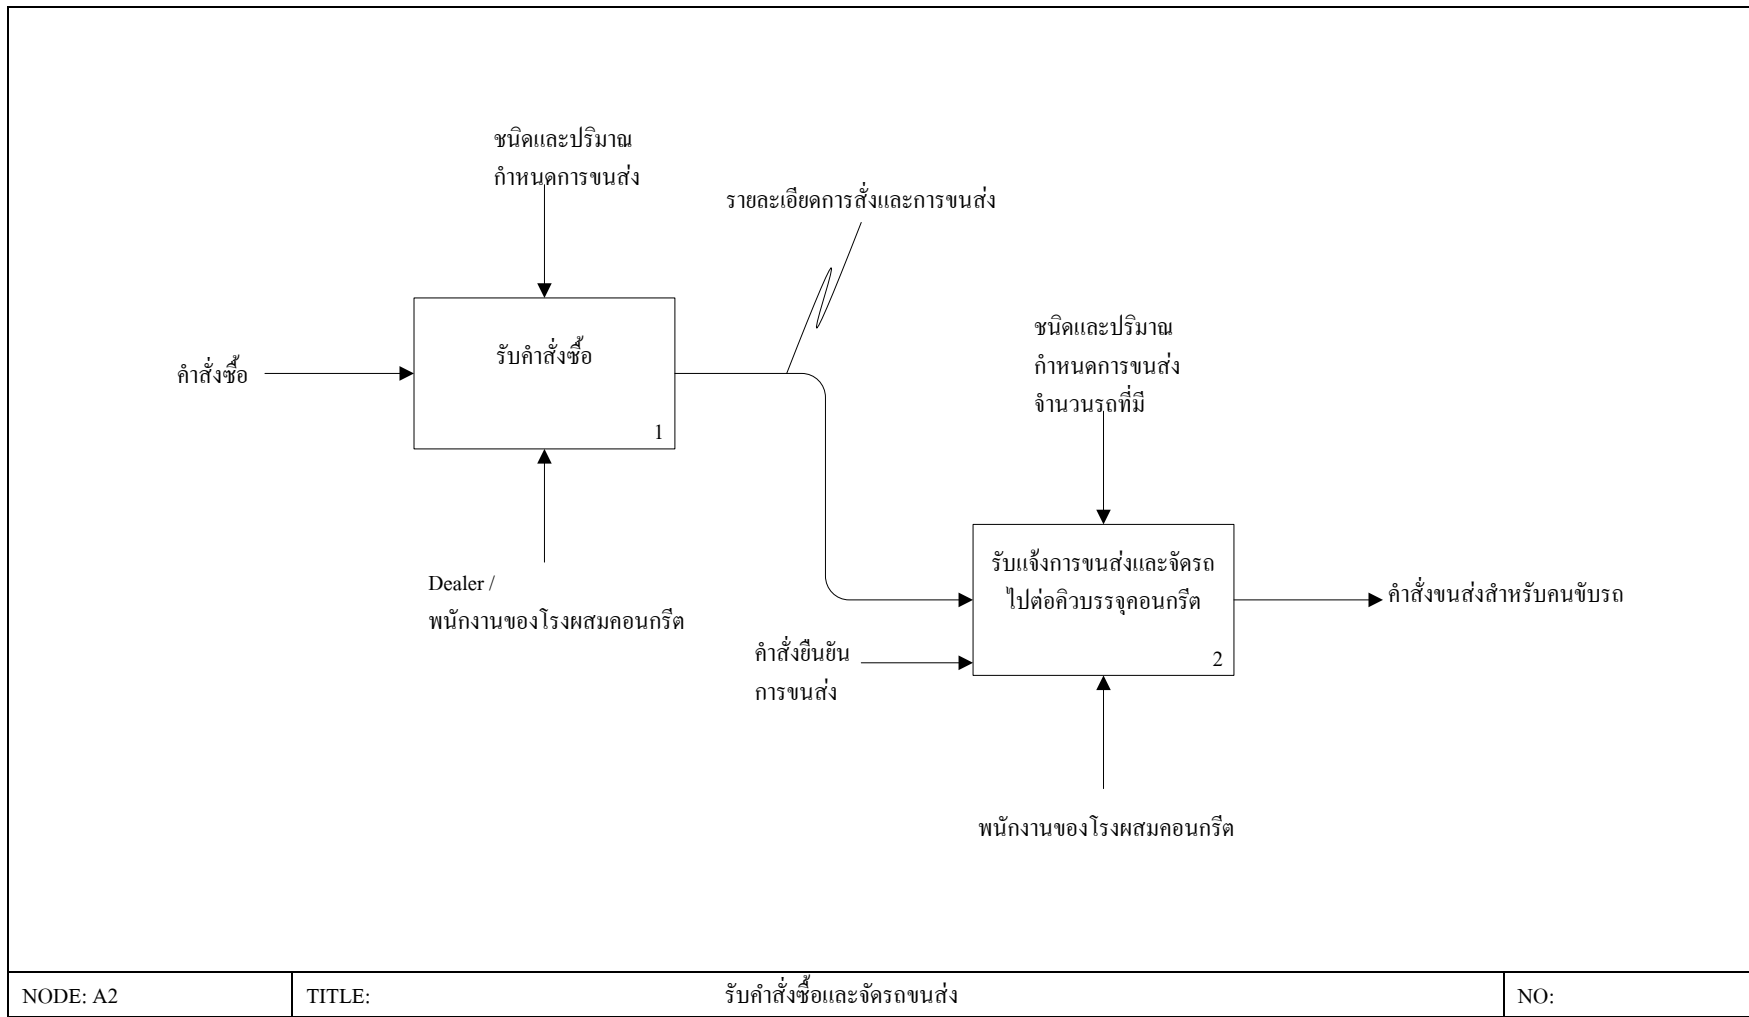 ชนิดและปริมาณ
กำหนดการขนส่ง
รายละเอียดการสั่งและการขนส่ง
คำสั่งซื้อ
รับคำสั่งซื้อ
1
Dealer /
พนักงานของโรงผสมคอนกรีต
ชนิดและปริมาณ
กำหนดการขนส่ง
จำนวนรถที่มี
รับแจ้งการขนส่งและจัดรถ
ไปต่อคิวบรรจุคอนกรีต
2
คำสั่งยืนยัน
การขนส่ง
คำสั่งขนส่งสำหรับคนขับรถ
พนักงานของโรงผสมคอนกรีต
NODE: A2
TITLE:
รับคำสั่งซื้อและจัดรถขนส่ง
NO: